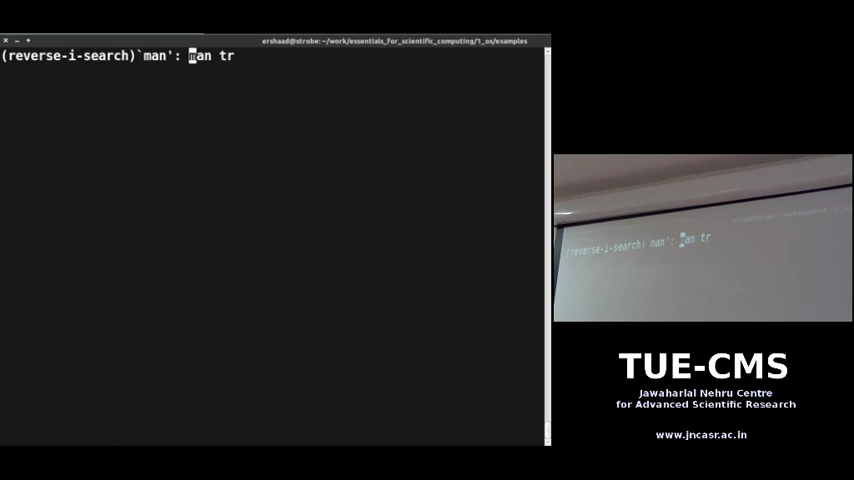 ershaad@strobe: ~/work/essentials_for_scientific_computing/1_os/examples
(reverse-i-search)`man': man tr
(reverse-i-search)`man': man tr
TUE-CMS
Jawaharlal Nehru Centre
for Advanced Scientific Research
www.jncasr.ac.in